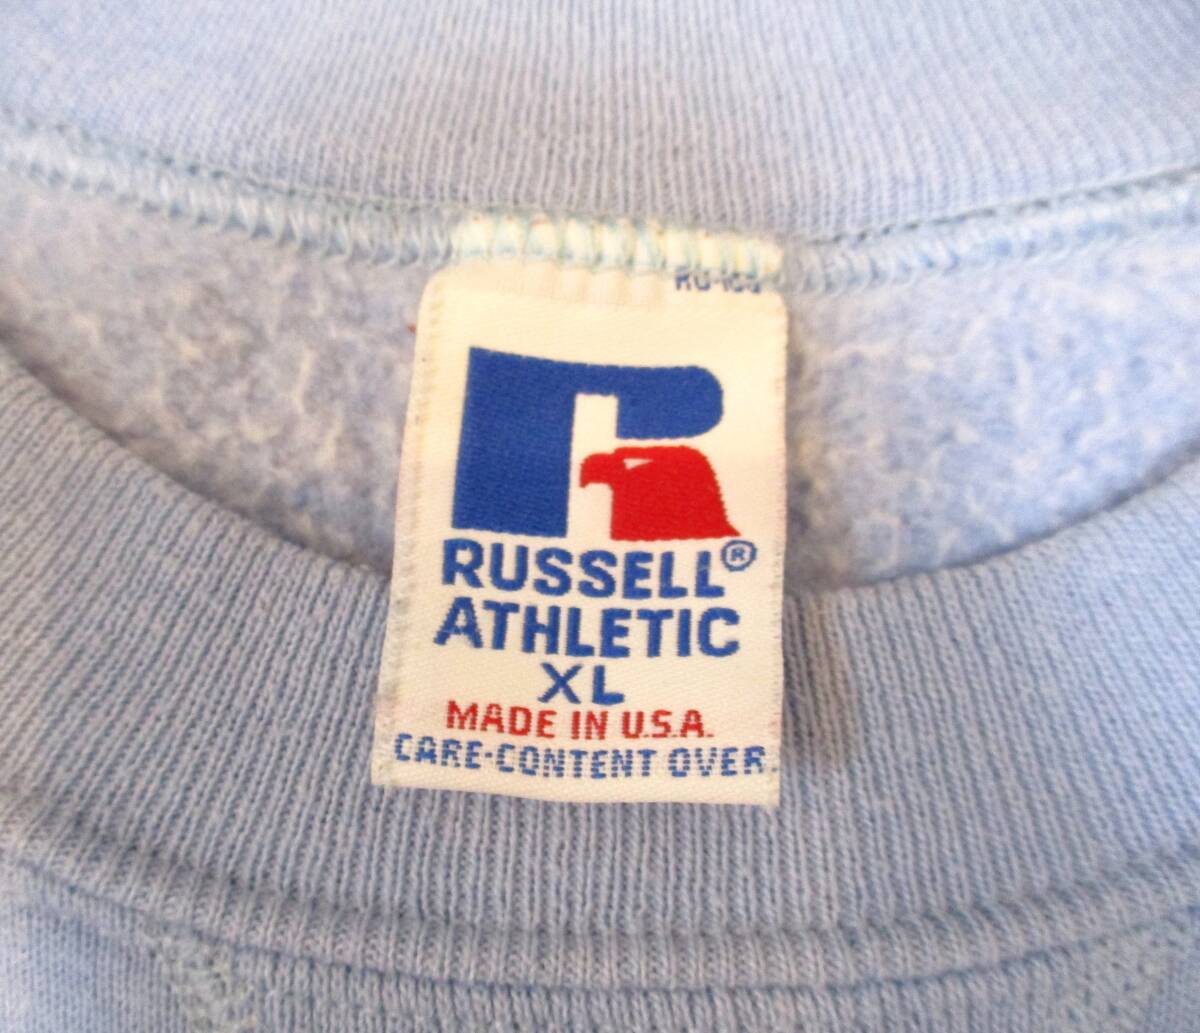 RUSSELL®
ATHLETIC
XL
MADE IN U.S.A.
CARE-CONTENT OVER